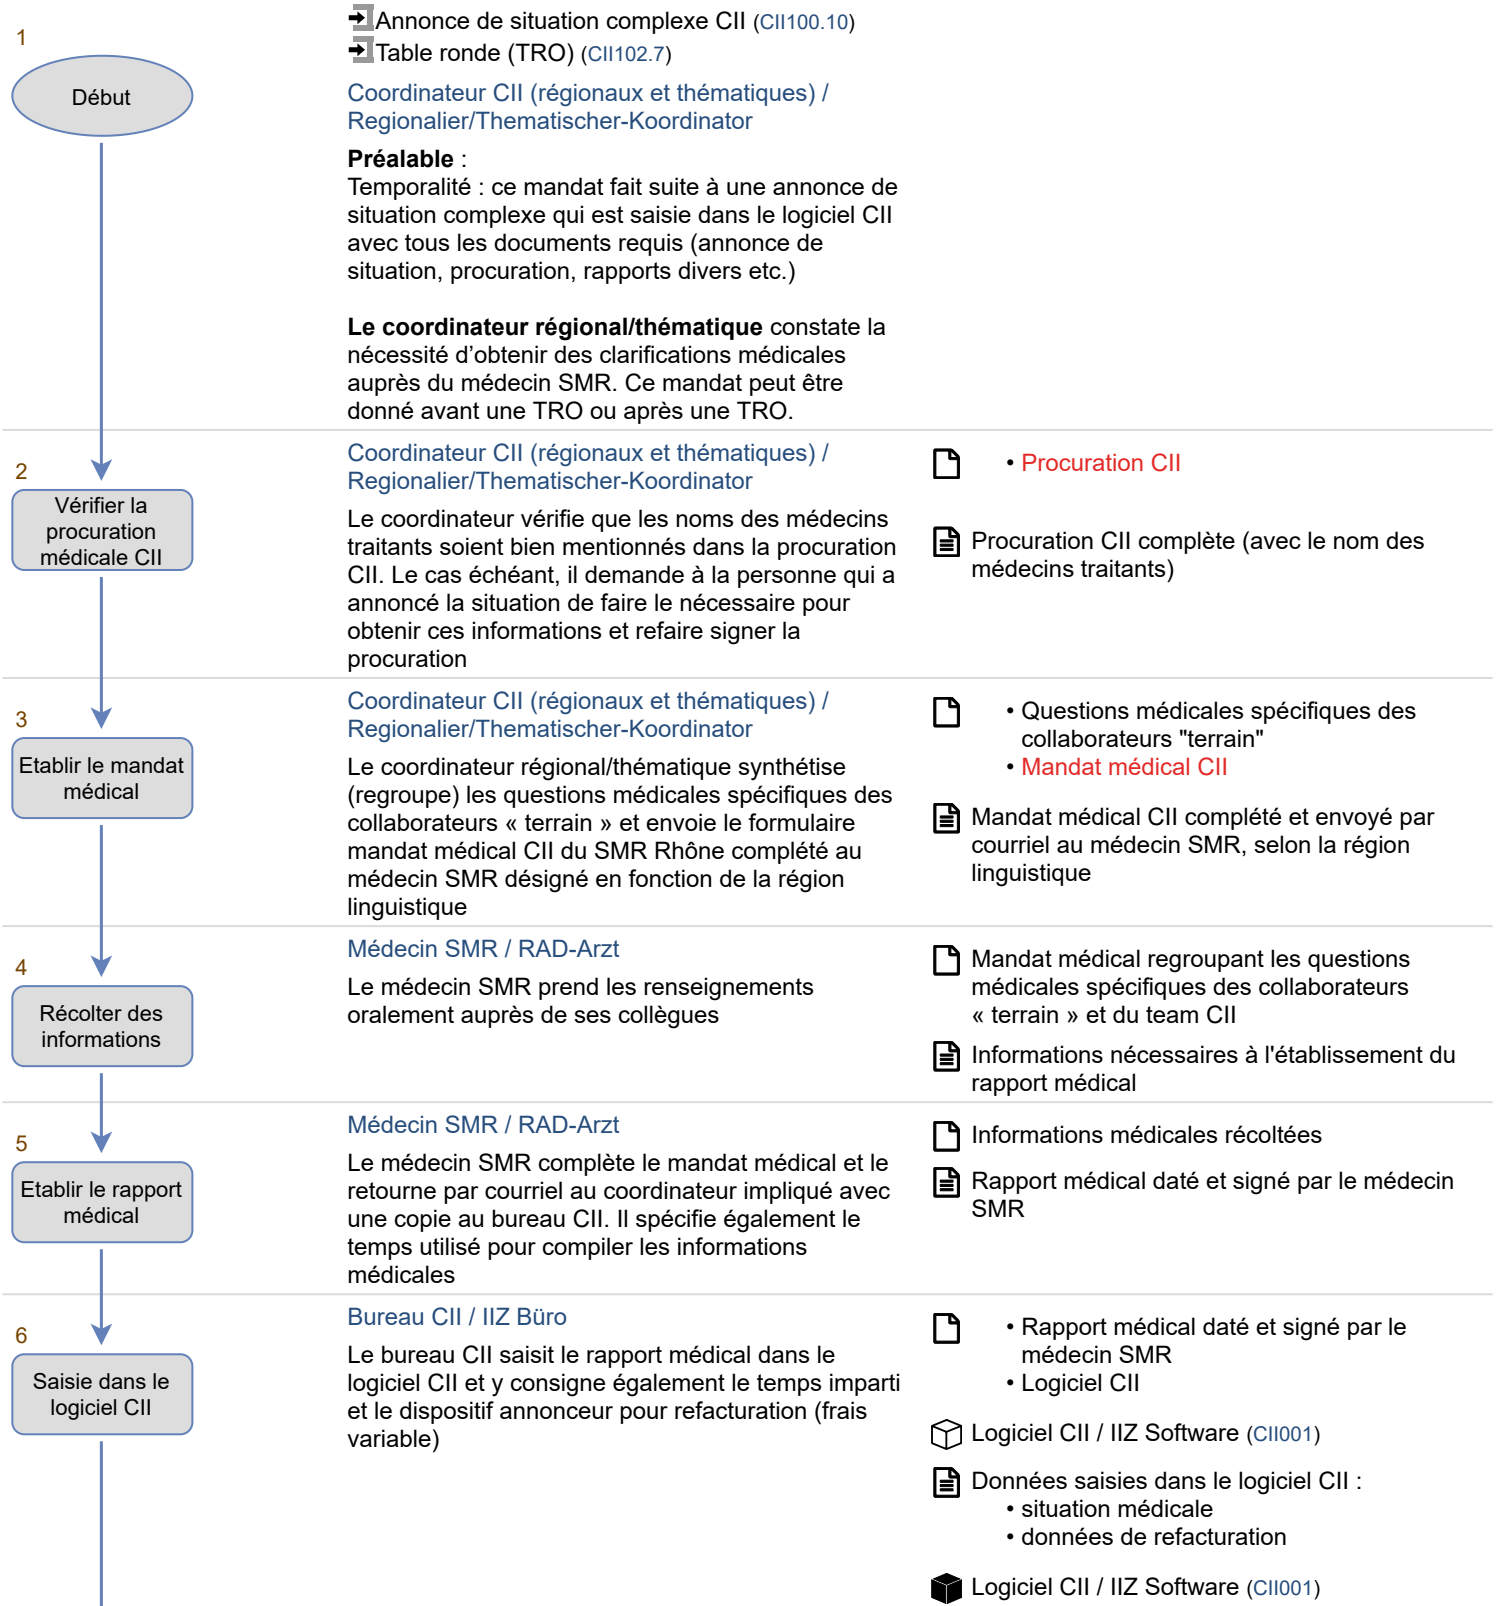 1
Début
Annonce de situation complexe CII (CII100.10)
Table ronde (TRO) (CII102.7)
Coordinateur CII (régionaux et thématiques) /
Regionalier/Thematischer-Koordinator
Préalable :
Temporalité : ce mandat fait suite à une annonce de
situation complexe qui est saisie dans le logiciel CII
avec tous les documents requis (annonce de
situation, procuration, rapports divers etc.)
Le coordinateur régional/thématique constate la
nécessité d'obtenir des clarifications médicales
auprès du médecin SMR. Ce mandat peut être
donné avant une TRO ou après une TRO.
2
Vérifier la
procuration
médicale CII
Coordinateur CII (régionaux et thématiques) /
Regionalier/Thematischer-Koordinator
Le coordinateur vérifie que les noms des médecins
traitants soient bien mentionnés dans la procuration
CII. Le cas échéant, il demande à la personne qui a
annoncé la situation de faire le nécessaire pour
obtenir ces informations et refaire signer la
procuration
• Procuration CII
Procuration CII complète (avec le nom des
médecins traitants)
3
Etablir le mandat
médical
Coordinateur CII (régionaux et thématiques) /
Regionalier/Thematischer-Koordinator
Le coordinateur régional/thématique synthétise
(regroupe) les questions médicales spécifiques des
collaborateurs « terrain » et envoie le formulaire
mandat médical CII du SMR Rhône complété au
médecin SMR désigné en fonction de la région
linguistique
• Questions médicales spécifiques des
collaborateurs "terrain"
• Mandat médical CII
Mandat médical CII complété et envoyé par
courriel au médecin SMR, selon la région
linguistique
4
Récolter des
informations
Médecin SMR / RAD-Arzt
Le médecin SMR prend les renseignements
oralement auprès de ses collègues
Mandat médical regroupant les questions
médicales spécifiques des collaborateurs
« terrain » et du team CII
Informations nécessaires à l'établissement du
rapport médical
5
Etablir le rapport
médical
Médecin SMR / RAD-Arzt
Le médecin SMR complète le mandat médical et le
retourne par courriel au coordinateur impliqué avec
une copie au bureau CII. Il spécifie également le
temps utilisé pour compiler les informations
médicales
Informations médicales récoltées
Rapport médical daté et signé par le médecin
SMR
6
Saisie dans le
logiciel CII
Bureau CII / IIZ Büro
Le bureau CII saisit le rapport médical dans le
logiciel CII et y consigne également le temps imparti
et le dispositif annonceur pour refacturation (frais
variable)
• Rapport médical daté et signé par le
médecin SMR
• Logiciel CII
Logiciel CII / IIZ Software (CII001)
Données saisies dans le logiciel CII :
• situation médicale
• données de refacturation
Logiciel CII / IIZ Software (CII001)